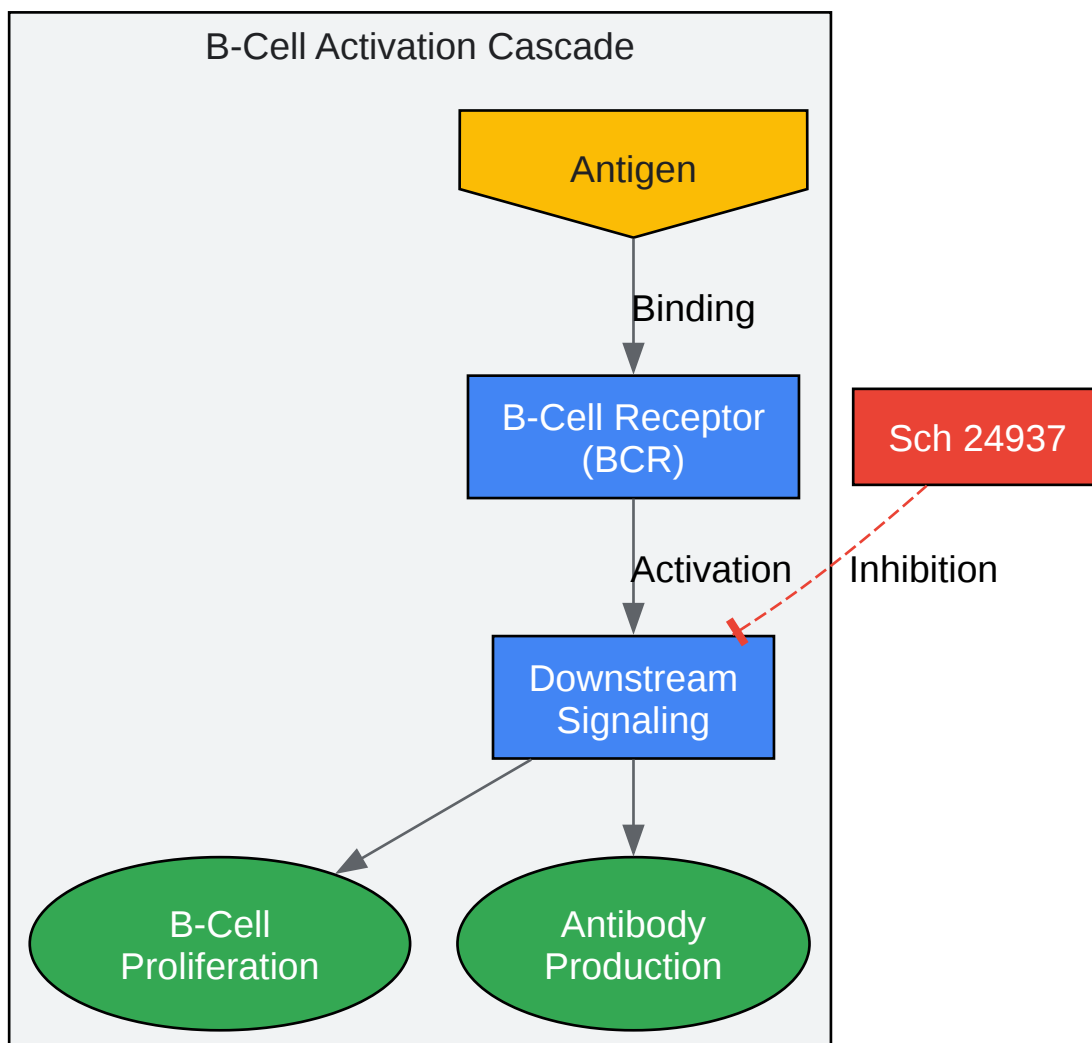 B-Cell Activation Cascade
Antigen
Binding
B-Cell Receptor
(BCR)
Sch 24937
Activation
Inhibition
Downstream
Signaling
B-Cell
Proliferation
Antibody
Production